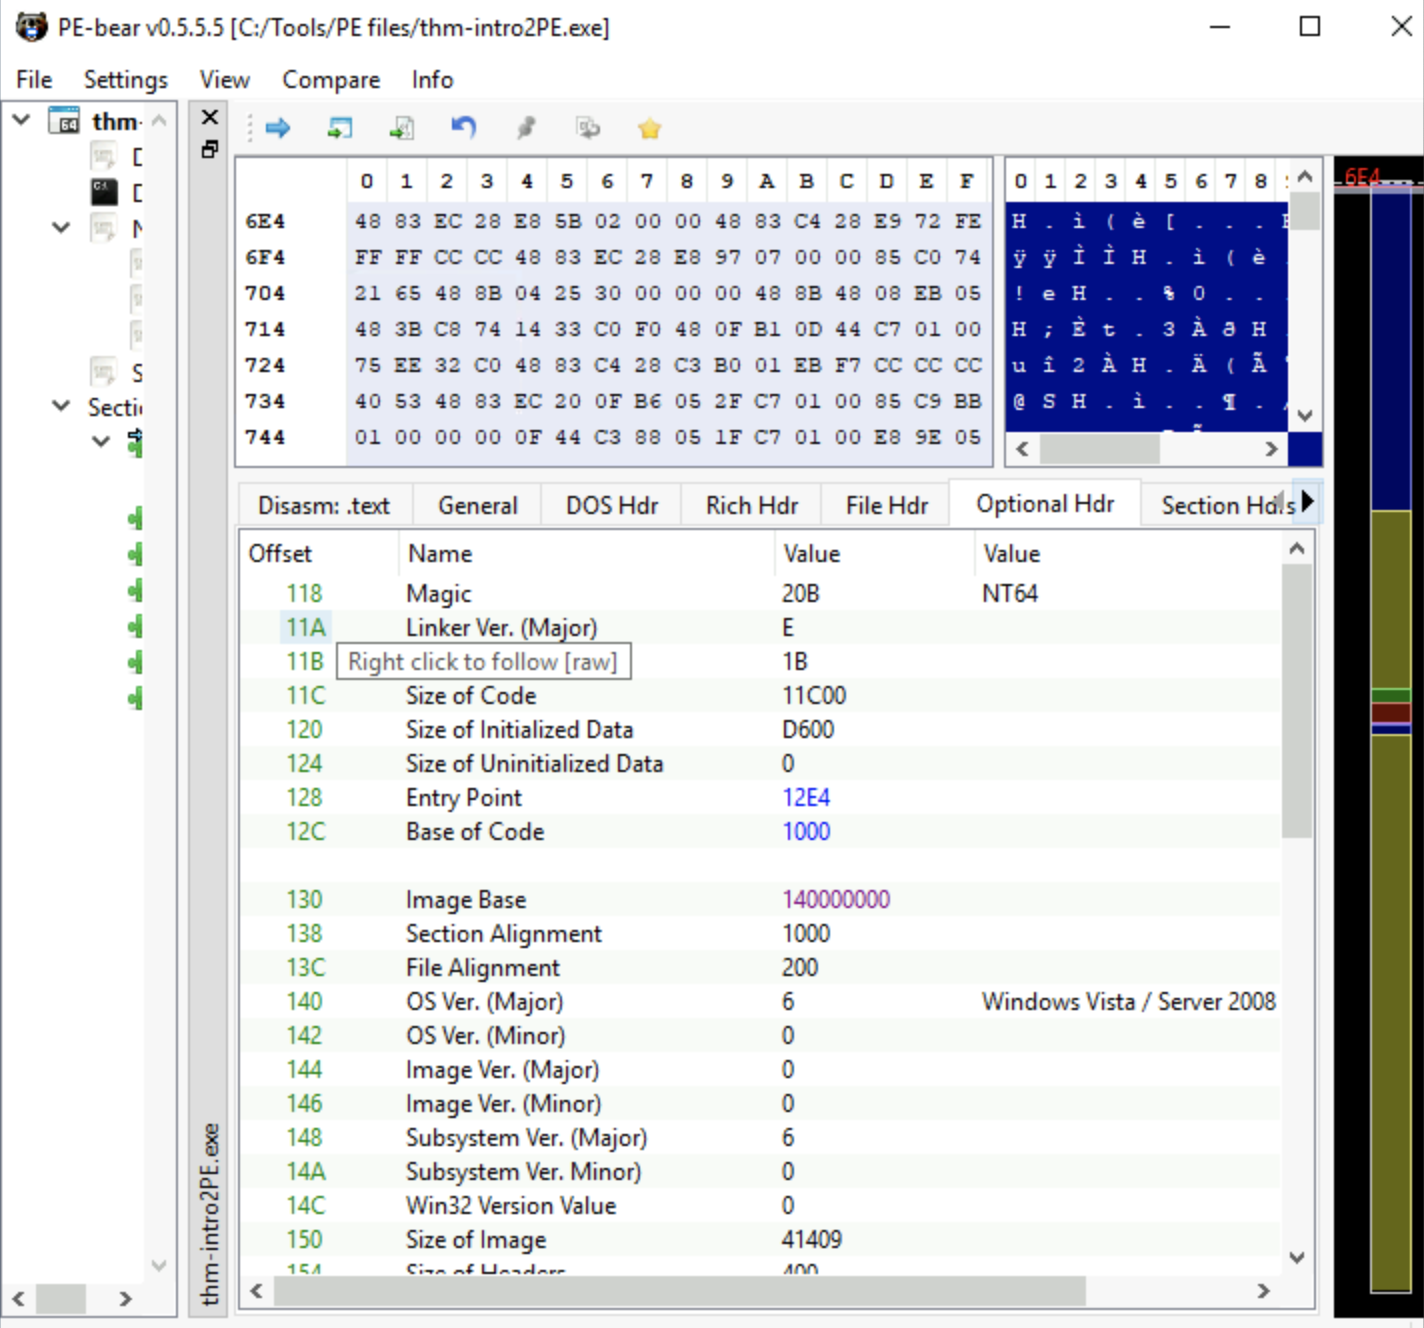 PE-bear v0.5.5.5 [C:/Tools/PE files/thm-intro2PE.exe]
File Settings View Compare Info
64 thm-
D
D
N
S
Secti
thm-intro2PE.exe
0 1 2 3 4 5 6 7 8 9 A B C D E F
6E4 48 83 EC 28 E8 5B 02 00 00 48 83 C4 28 E9 72 FE
6F4 FF FF CC CC 48 83 EC 28 E8 97 07 00 00 85 C0 74
704 21 65 48 8B 04 25 30 00 00 00 48 8B 48 08 EB 05
714 48 3B C8 74 14 33 C0 F0 48 0F B1 0D 44 C7 01 00
724 75 EE 32 C0 48 83 C4 28 C3 B0 01 EB F7 CC CC CC
734 40 53 48 83 EC 20 0F B6 05 2F C7 01 00 85 C9 BB
744 01 00 00 00 0F 44 C3 88 05 1F C7 01 00 E8 9E 05
0 1 2 3 4 5 6 7 8
H . ì ( è [ . . .
ÿ ÿ Ì Ì H . ì ( è
! e H . . % 0 . .
H ; È t . 3 À ð H
u î 2 À H . Ä ( Ã
@ S H . ì . . ¶ .
6E4
Disasm: .text General DOS Hdr Rich Hdr File Hdr Optional Hdr Section Hdrs
Offset Name Value Value
118 Magic 20B NT64
11A Linker Ver. (Major) E
11B Right click to follow [raw] 1B
11C Size of Code 11C00
120 Size of Initialized Data D600
124 Size of Uninitialized Data 0
128 Entry Point 12E4
12C Base of Code 1000
130 Image Base 140000000
138 Section Alignment 1000
13C File Alignment 200
140 OS Ver. (Major) 6 Windows Vista / Server 2008
142 OS Ver. (Minor) 0
144 Image Ver. (Major) 0
146 Image Ver. (Minor) 0
148 Subsystem Ver. (Major) 6
14A Subsystem Ver. Minor) 0
14C Win32 Version Value 0
150 Size of Image 41409
154 Size of Headers 400